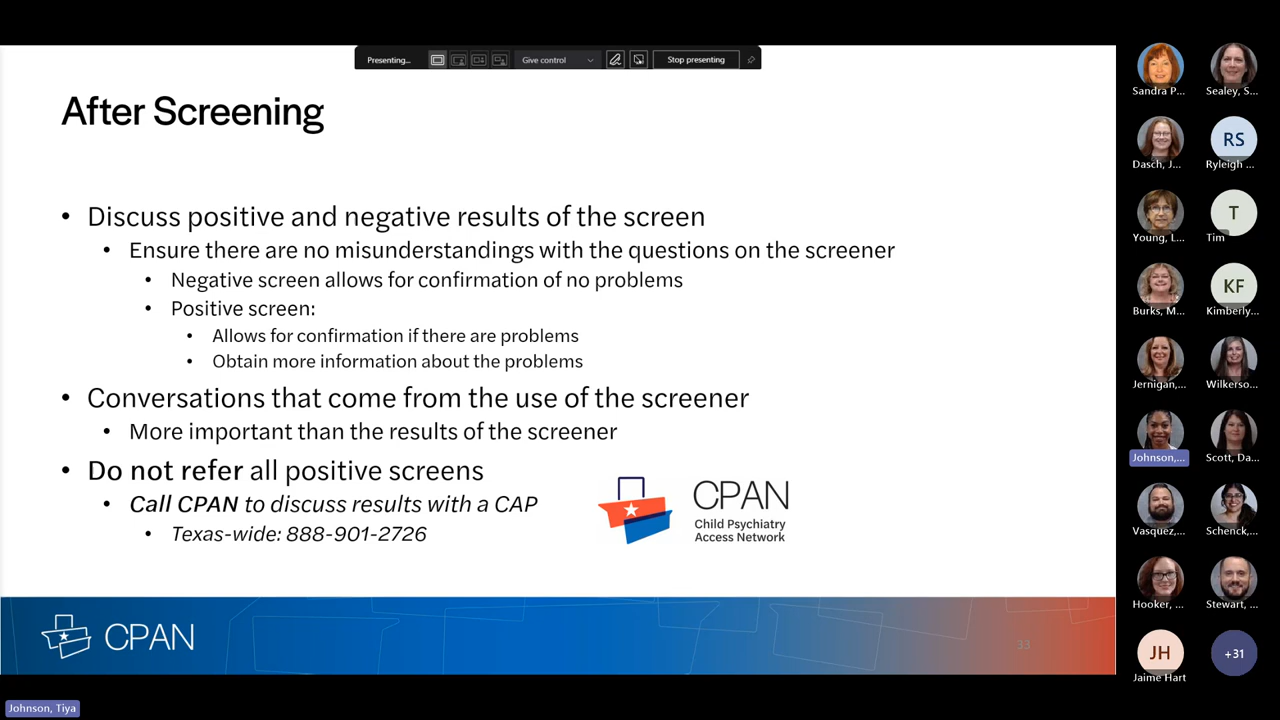 Presenting...
Give control
Stop presenting
After Screening
• Discuss positive and negative results of the screen
• Ensure there are no misunderstandings with the questions on the screener
• Negative screen allows for confirmation of no problems
• Positive screen:
• Allows for confirmation if there are problems
• Obtain more information about the problems
• Conversations that come from the use of the screener
• More important than the results of the screener
• Do not refer all positive screens
• Call CPAN to discuss results with a CAP
• Texas-wide: 888-901-2726
CPAN
Child Psychiatry
Access Network
CPAN
33
Sandra P...
Sealey, S...
Dasch, J...
RS
Ryleigh ...
Young, L...
T
Tim
Burks, M...
KF
Kimberly...
Jernigan,...
Wilkerso...
Johnson,...
Scott, Da...
Vasquez,...
Schenck,...
Hooker, ...
Stewart, ...
JH
Jaime Hart
+31
Johnson, Tiya